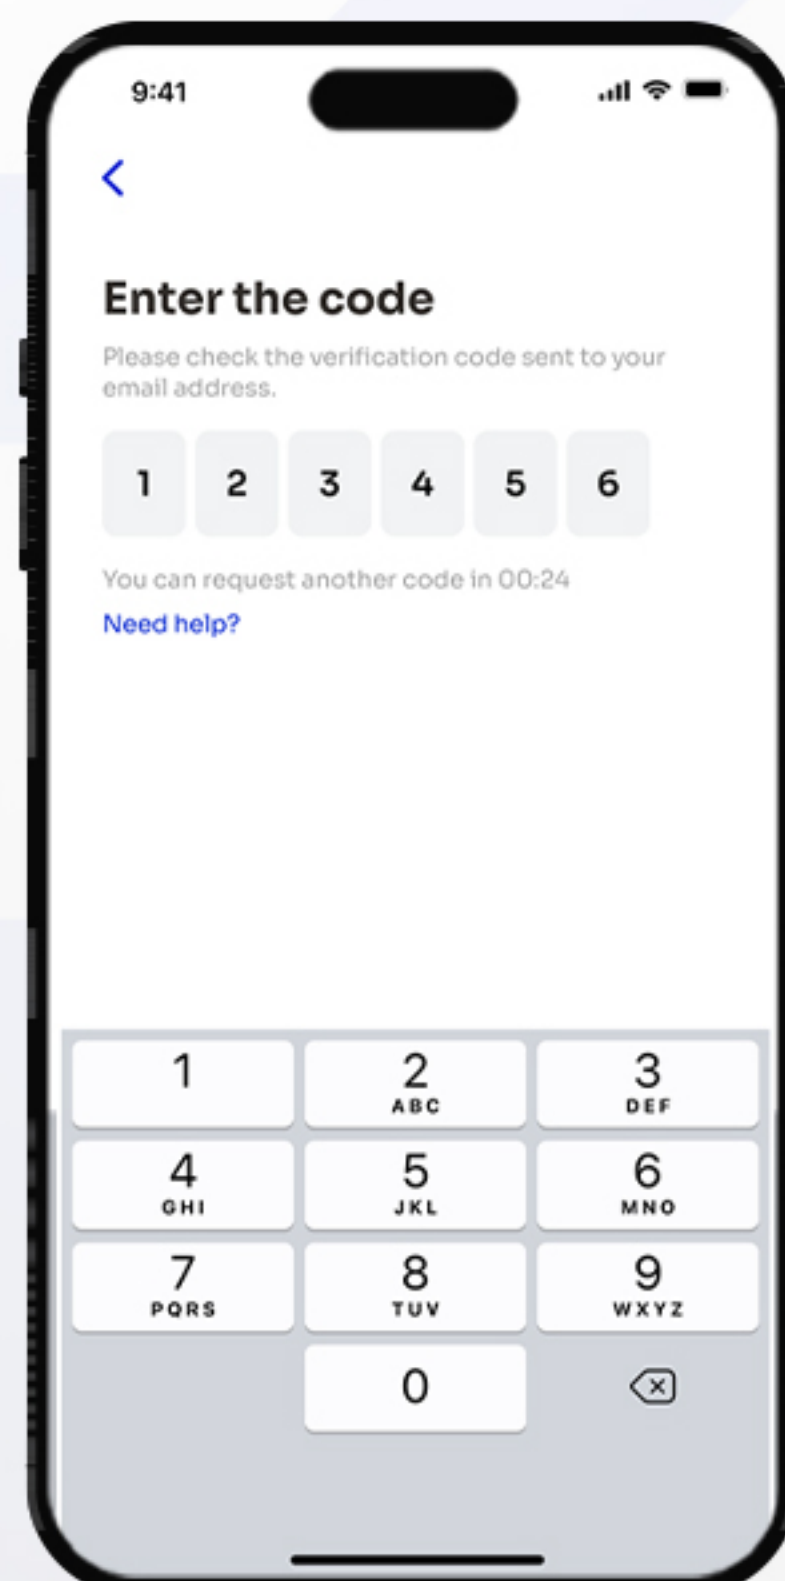 9:41
Enter the code
Please check the verification code sent to your
email address.
1 2 3 4 5 6
You can request another code in 00:24
Need help?
1 2 3
ABC DEF
4 5 6
GHI JKL MNO
7 8 9
PQRS TUV WXYZ
0